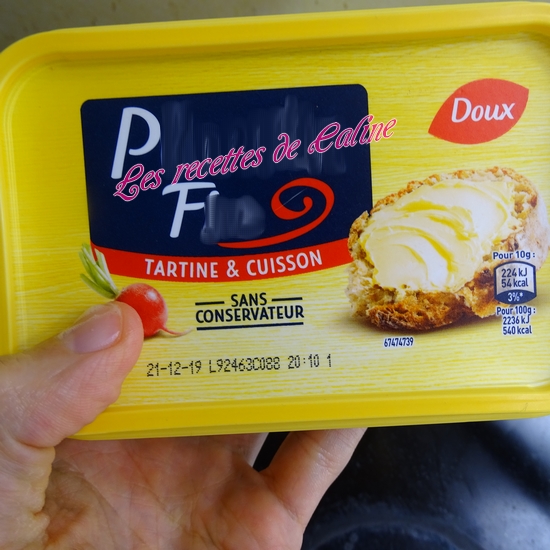 Doux
P
Les recettes de Caline
F
TARTINE & CUISSON
SANS
CONSERVATEUR
Pour 10g :
224 kJ
54 kcal
3%*
Pour 100g :
2236 kJ
540 kcal
67474739
21-12-19 L92463C088 20:10 1